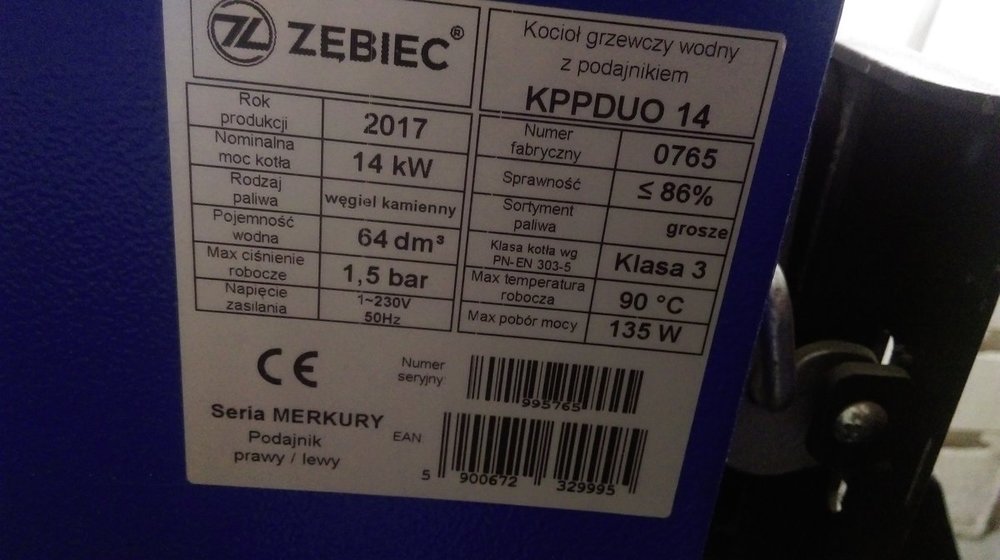 ZĘBIEC®
Kocioł grzewczy wodny
z podajnikiem
KPPDUO 14
Rok
produkcji
2017
Nominalna
moc kotła
14 kW
Rodzaj
paliwa
węgiel kamienny
Pojemność
wodna
64 dm³
Max ciśnienie
robocze
1,5 bar
Napięcie
zasilania
1~230V
50Hz
Numer
fabryczny
0765
Sprawność
≤ 86%
Sortyment
paliwa
grosze
Klasa kotła wg
PN-EN 303-5
Klasa 3
Max temperatura
robocza
90 °C
Max pobór mocy
135 W
CE
Numer
seryjny:
995765
Seria MERKURY
Podajnik
prawy / lewy
EAN
5 900672 329995